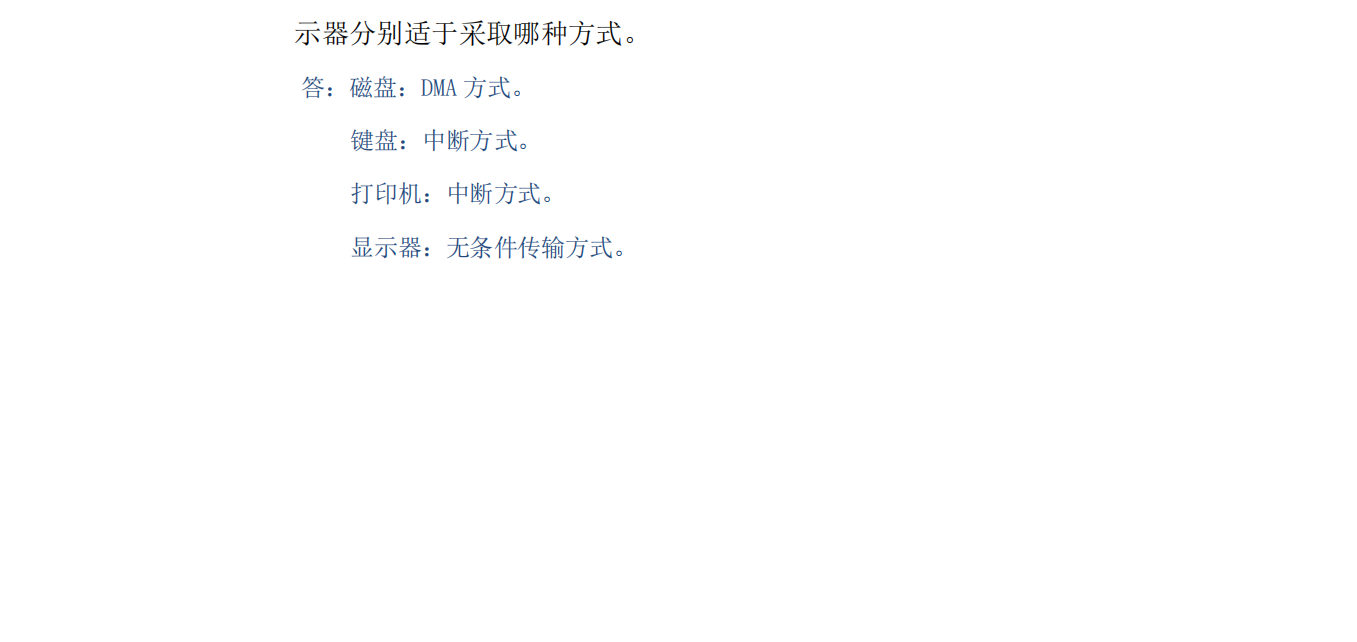 示器分别适于采取哪种方式。
答：磁盘：DMA 方式。
键盘：中断方式。
打印机：中断方式。
显示器：无条件传输方式。